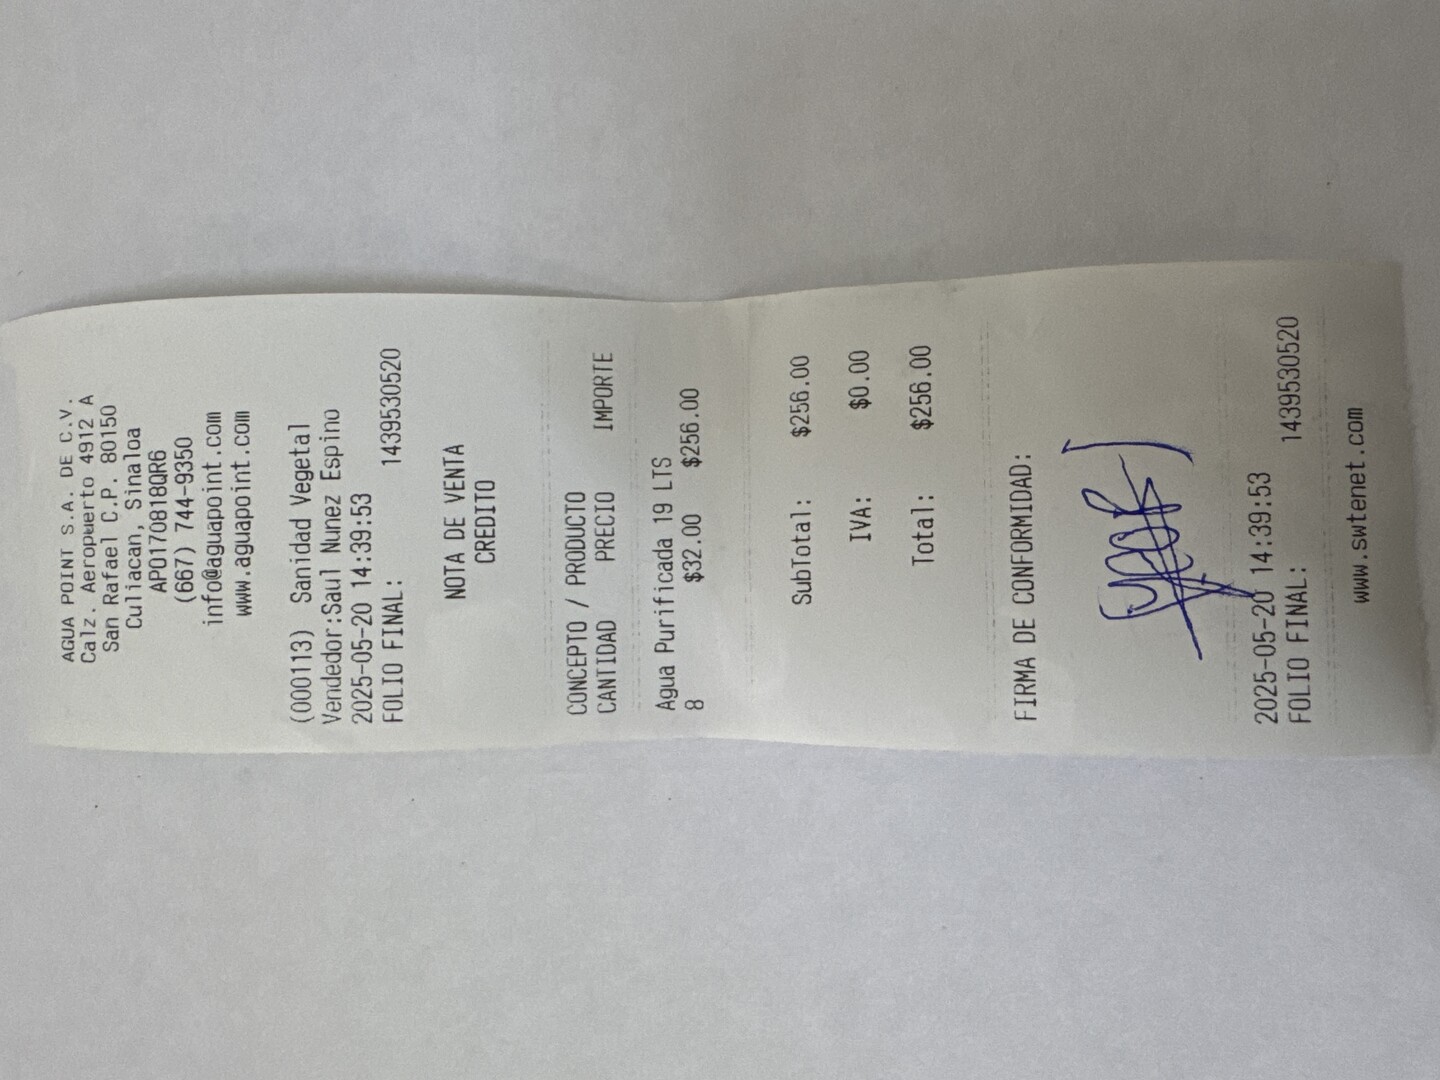 AGUA POINT S.A. DE C.V.
Calz. Aeropuerto 4912 A
San Rafael C.P. 80150
Culiacan, Sinaloa
APO170818QR6
(667) 744-9350
info@aguapoint.com
www.aguapoint.com
(000113) Sanidad Vegetal
Vendedor:Saul Nunez Espino
2025-05-20 14:39:53
FOLIO FINAL: 1439530520
NOTA DE VENTA
CREDITO
CONCEPTO / PRODUCTO
CANTIDAD PRECIO IMPORTE
Agua Purificada 19 LTS
8 $32.00 $256.00
SubTotal: $256.00
IVA: $0.00
Total: $256.00
FIRMA DE CONFORMIDAD:
2025-05-20 14:39:53
FOLIO FINAL: 1439530520
www.swtenet.com